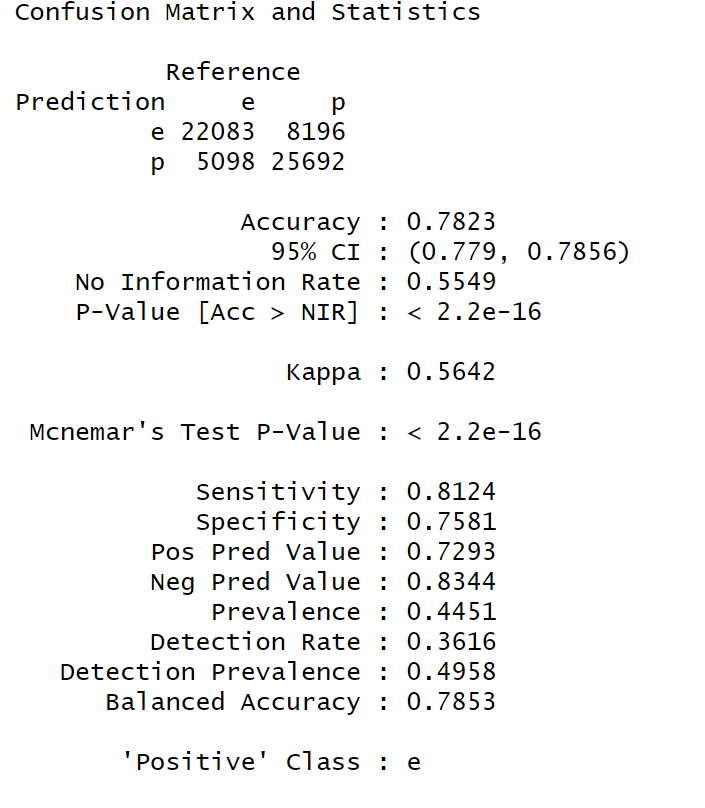 Confusion Matrix and Statistics
Reference
Prediction e p
e 22083 8196
p 5098 25692
Accuracy : 0.7823
95% CI : (0.779, 0.7856)
No Information Rate : 0.5549
P-Value [Acc > NIR] : < 2.2e-16
Kappa : 0.5642
Mcnemar's Test P-Value : < 2.2e-16
Sensitivity : 0.8124
Specificity : 0.7581
Pos Pred Value : 0.7293
Neg Pred Value : 0.8344
Prevalence : 0.4451
Detection Rate : 0.3616
Detection Prevalence : 0.4958
Balanced Accuracy : 0.7853
'Positive' Class : e